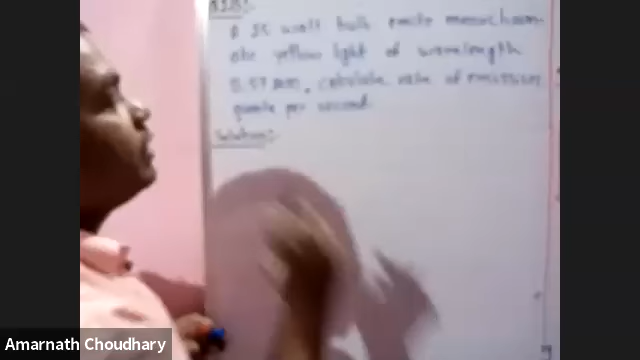 A 25 watt bulb emits monochrom-
atic yellow light of wavelength
0.57 μm. calculate rate of emission
quanta per second.
Solution:-
Amarnath Choudhary